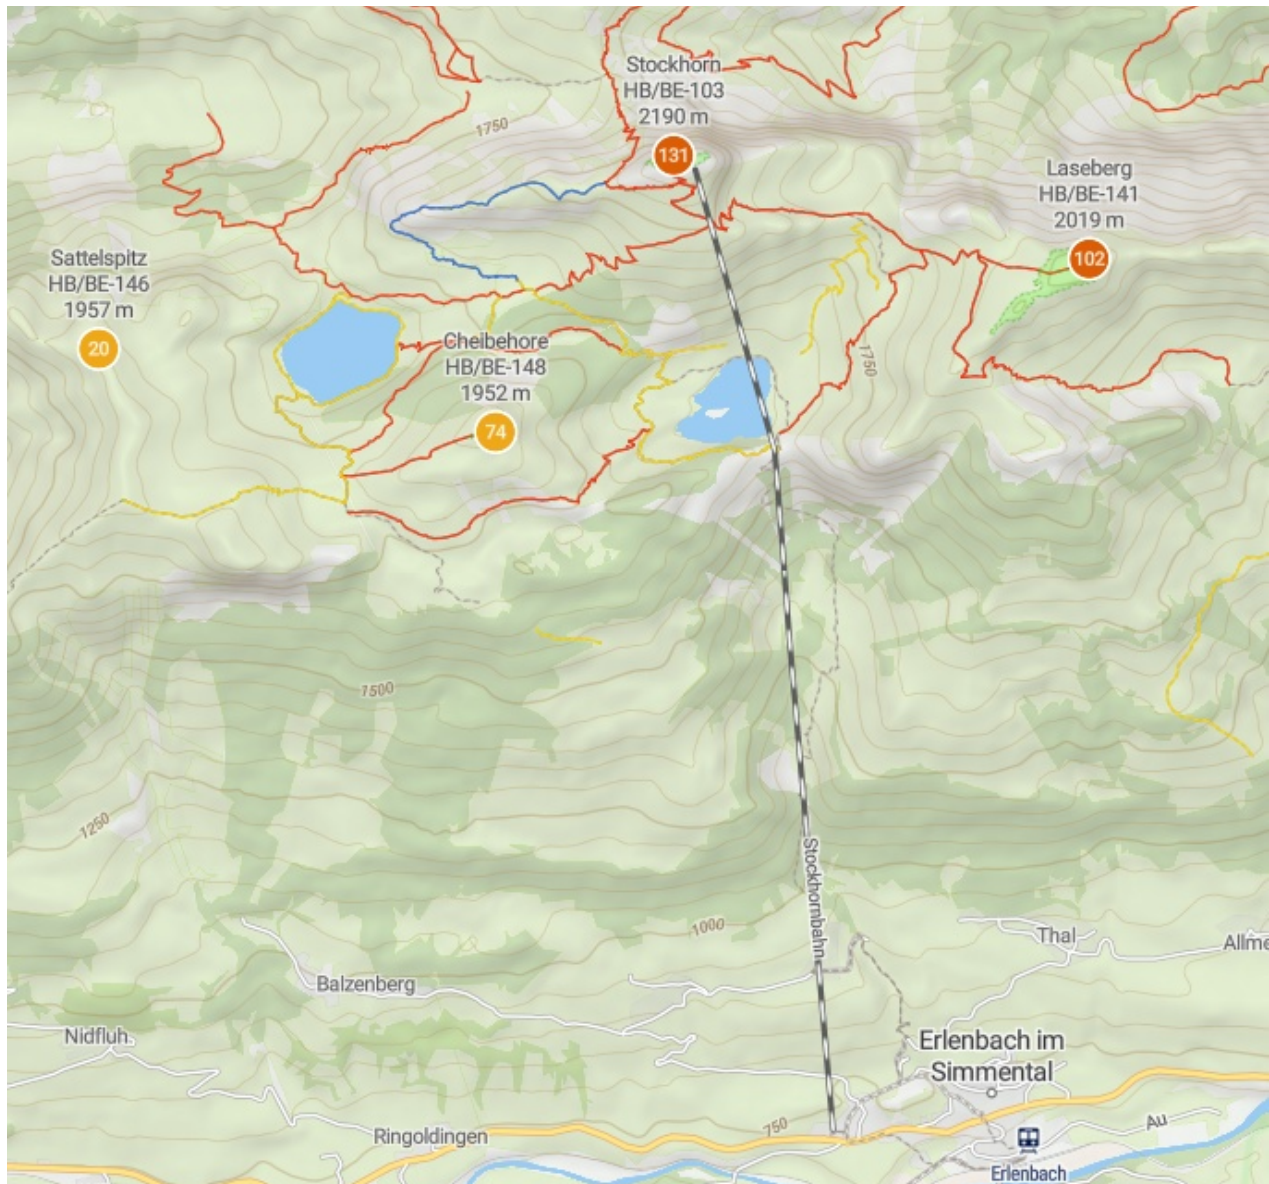 Stockhorn
HB/BE-103
2190 m
131
1750
Laseberg
HB/BE-141
2019 m
102
Sattelspitz
HB/BE-146
1957 m
20
Cheibehore
HB/BE-148
1952 m
74
1750
1500
1250
Stockhornbahn
1000
Thal
Allme
Balzenberg
Nidfluh
Erlenbach im
Simmental
750
Au
Ringoldingen
Erlenbach